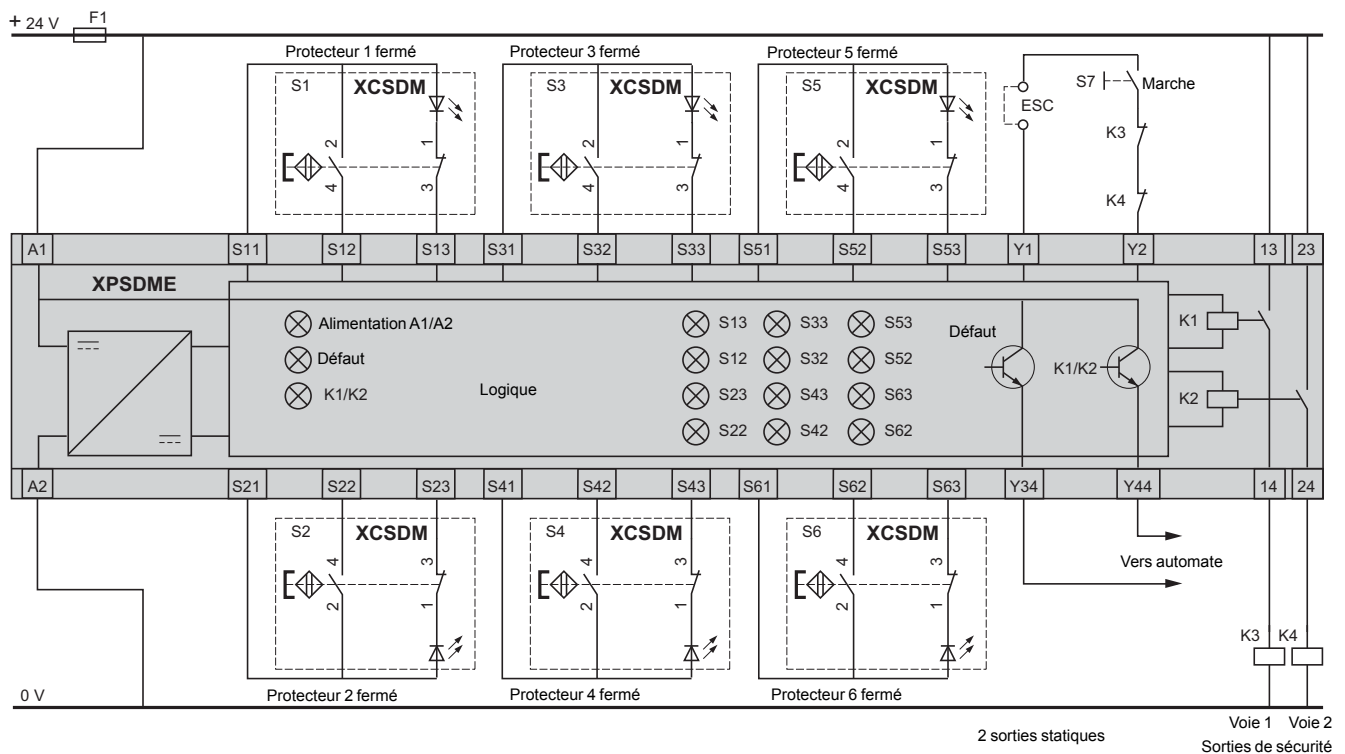 + 24 V
F1
Protecteur 1 fermé
Protecteur 3 fermé
Protecteur 5 fermé
S1
XCSDM
S3
XCSDM
S5
XCSDM
S7
Marche
ESC
K3
K4
2
1
2
1
2
1
4
3
4
3
4
3
A1
S11
S12
S13
S31
S32
S33
S51
S52
S53
Y1
Y2
13
23
XPSDME
Alimentation A1/A2
Défaut
K1/K2
Logique
S13
S33
S53
S12
S32
S52
S23
S43
S63
S22
S42
S62
Défaut
K1/K2
K1
K2
A2
S21
S22
S23
S41
S42
S43
S61
S62
S63
Y34
Y44
14
24
S2
XCSDM
S4
XCSDM
S6
XCSDM
4
3
4
3
4
3
2
1
2
1
2
1
Vers automate
K3
K4
0 V
Protecteur 2 fermé
Protecteur 4 fermé
Protecteur 6 fermé
2 sorties statiques
Voie 1
Voie 2
Sorties de sécurité